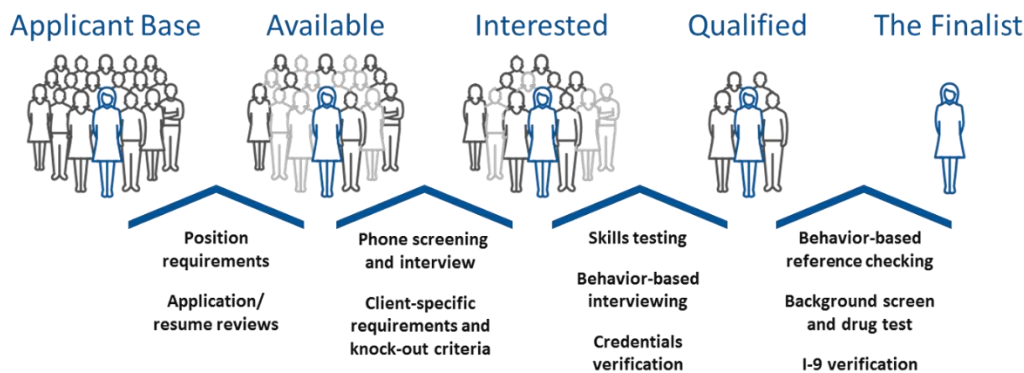 Applicant Base
Available
Interested
Qualified
The Finalist
Position
requirements
Application/
resume reviews
Phone screening
and interview
Client-specific
requirements and
knock-out criteria
Skills testing
Behavior-based
interviewing
Credentials
verification
Behavior-based
reference checking
Background screen
and drug test
I-9 verification